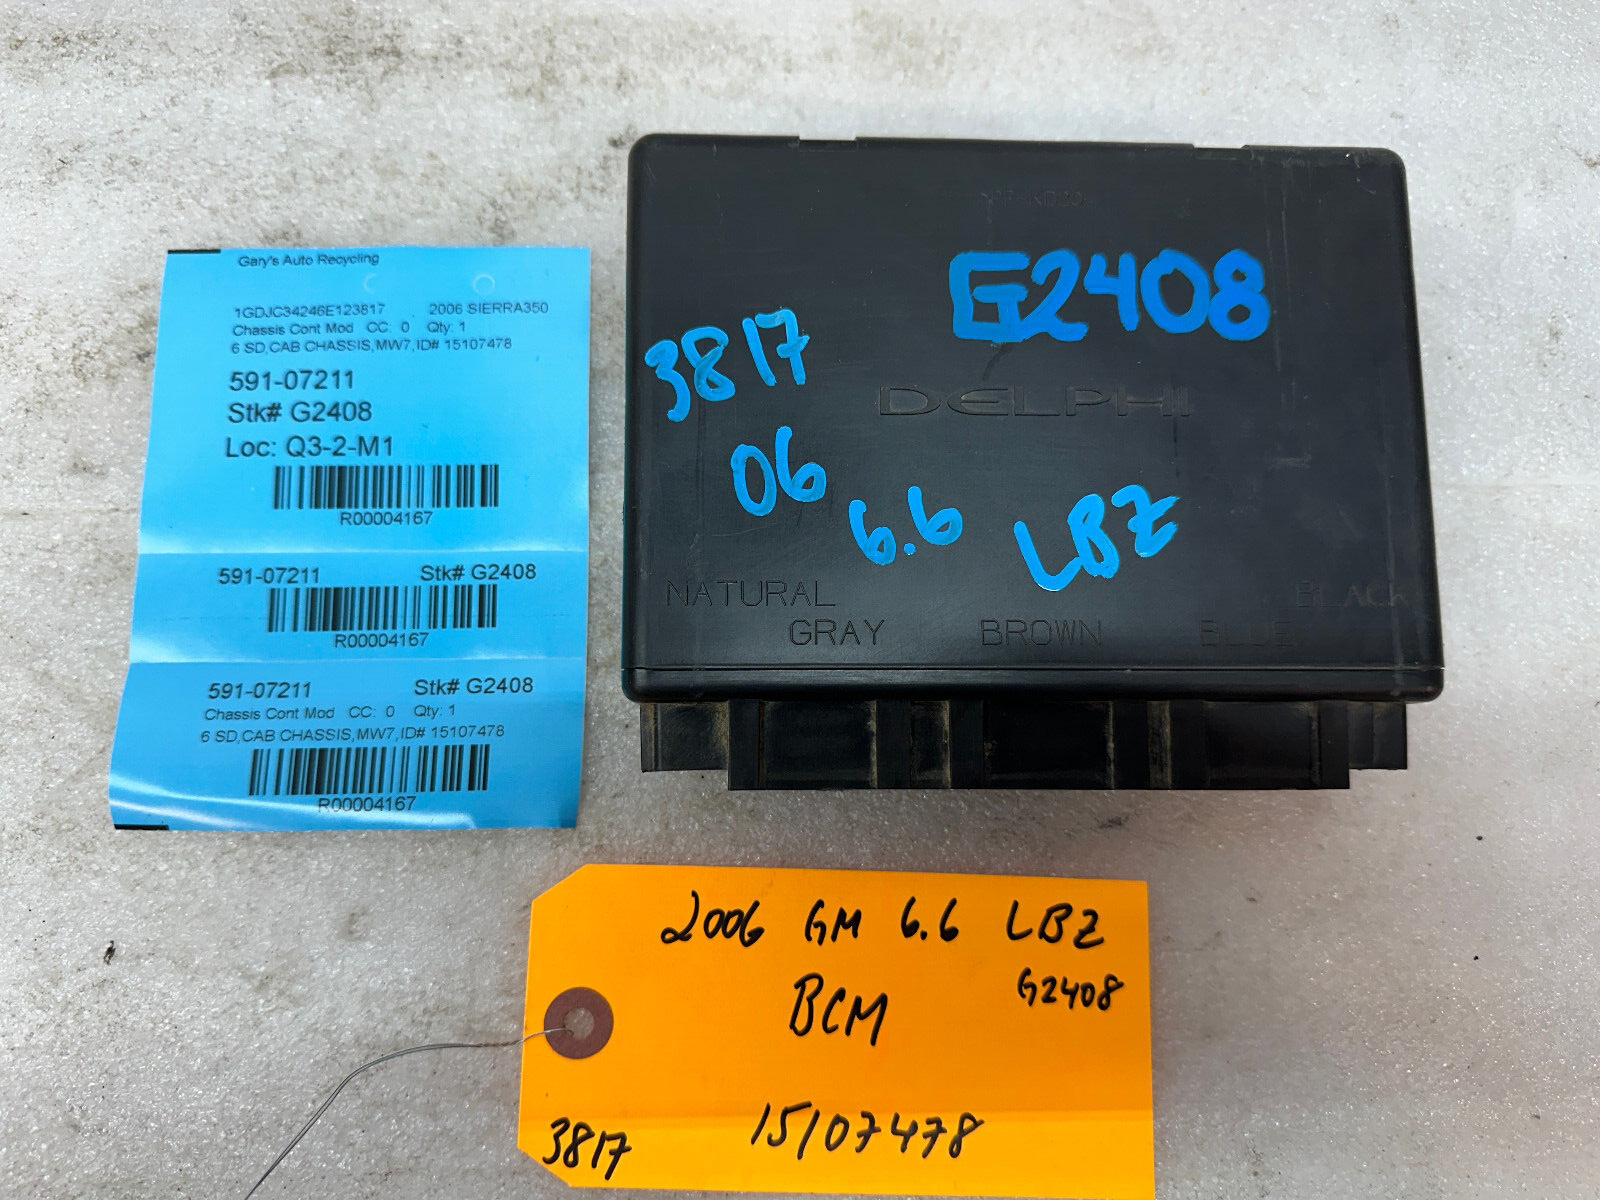 Gary's Auto Recycling
1GDJC34246E123817 2006 SIERRA350
Chassis Cont Mod CC: 0 Qty: 1
6 SD,CAB CHASSIS,MW7,ID# 15107478
591-07211
Stk# G2408
Loc: Q3-2-M1
R00004167
591-07211 Stk# G2408
R00004167
591-07211 Stk# G2408
Chassis Cont Mod CC: 0 Qty: 1
6 SD,CAB CHASSIS,MW7,ID# 15107478
R00004167
G2408
3817
DELPHI
06
6.6
LBZ
NATURAL BLACK
GRAY BROWN BLUE
2006 GM 6.6 LBZ
G2408
BCM
15107478
3817